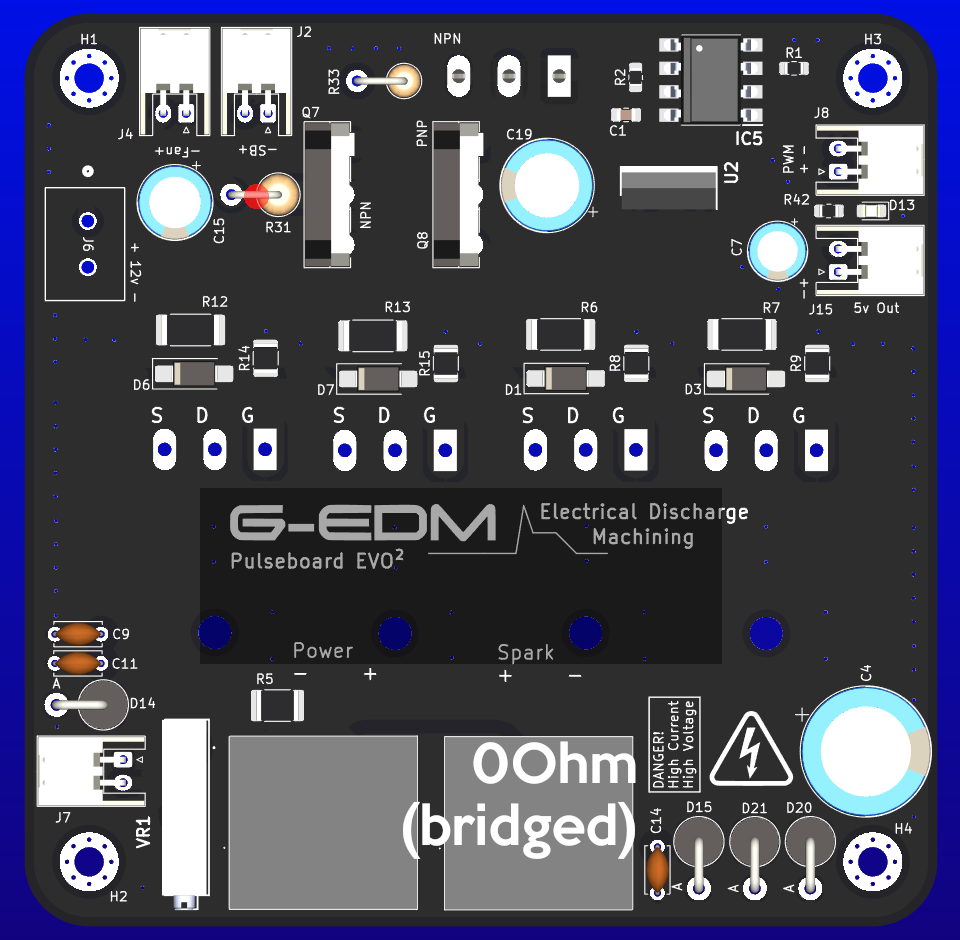 H1
J2
NPN
R33
R2
R1
H3
J4
-Fan+
-SB+
Q7
PNP
C19
C1
IC5
J8
PWM - +
U2
R42
D13
C15
R31
NPN
Q8
C7
J6
+ 12v -
- +
J15
5v Out
R12
R13
R6
R7
R14
R15
R8
R9
D6
D7
D1
D3
S D G
S D G
S D G
S D G
G-EDM
Electrical Discharge
Machining
Pulseboard EVO²
C9
C11
A
D14
Power
- +
Spark
+ -
R5
C4
DANGER!
High Current
High Voltage
0Ohm
(bridged)
J7
VR1
H2
C14
D15
D21
D20
H4
A
A
A